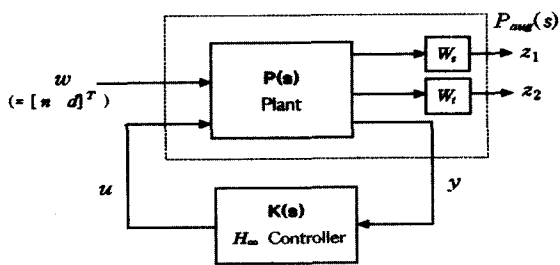 P_aug(s)
P(s)
Plant
W_s
z_1
W_t
z_2
w
(= [n d]^T)
u
y
K(s)
H_∞ Controller